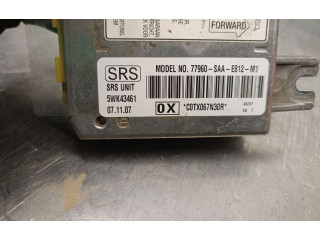 FORWARD
SRS
MODEL NO. 77960-SAA-E812-M1
SRS UNIT
5WK43461
07.11.07
0X
*C0TX067N30R*